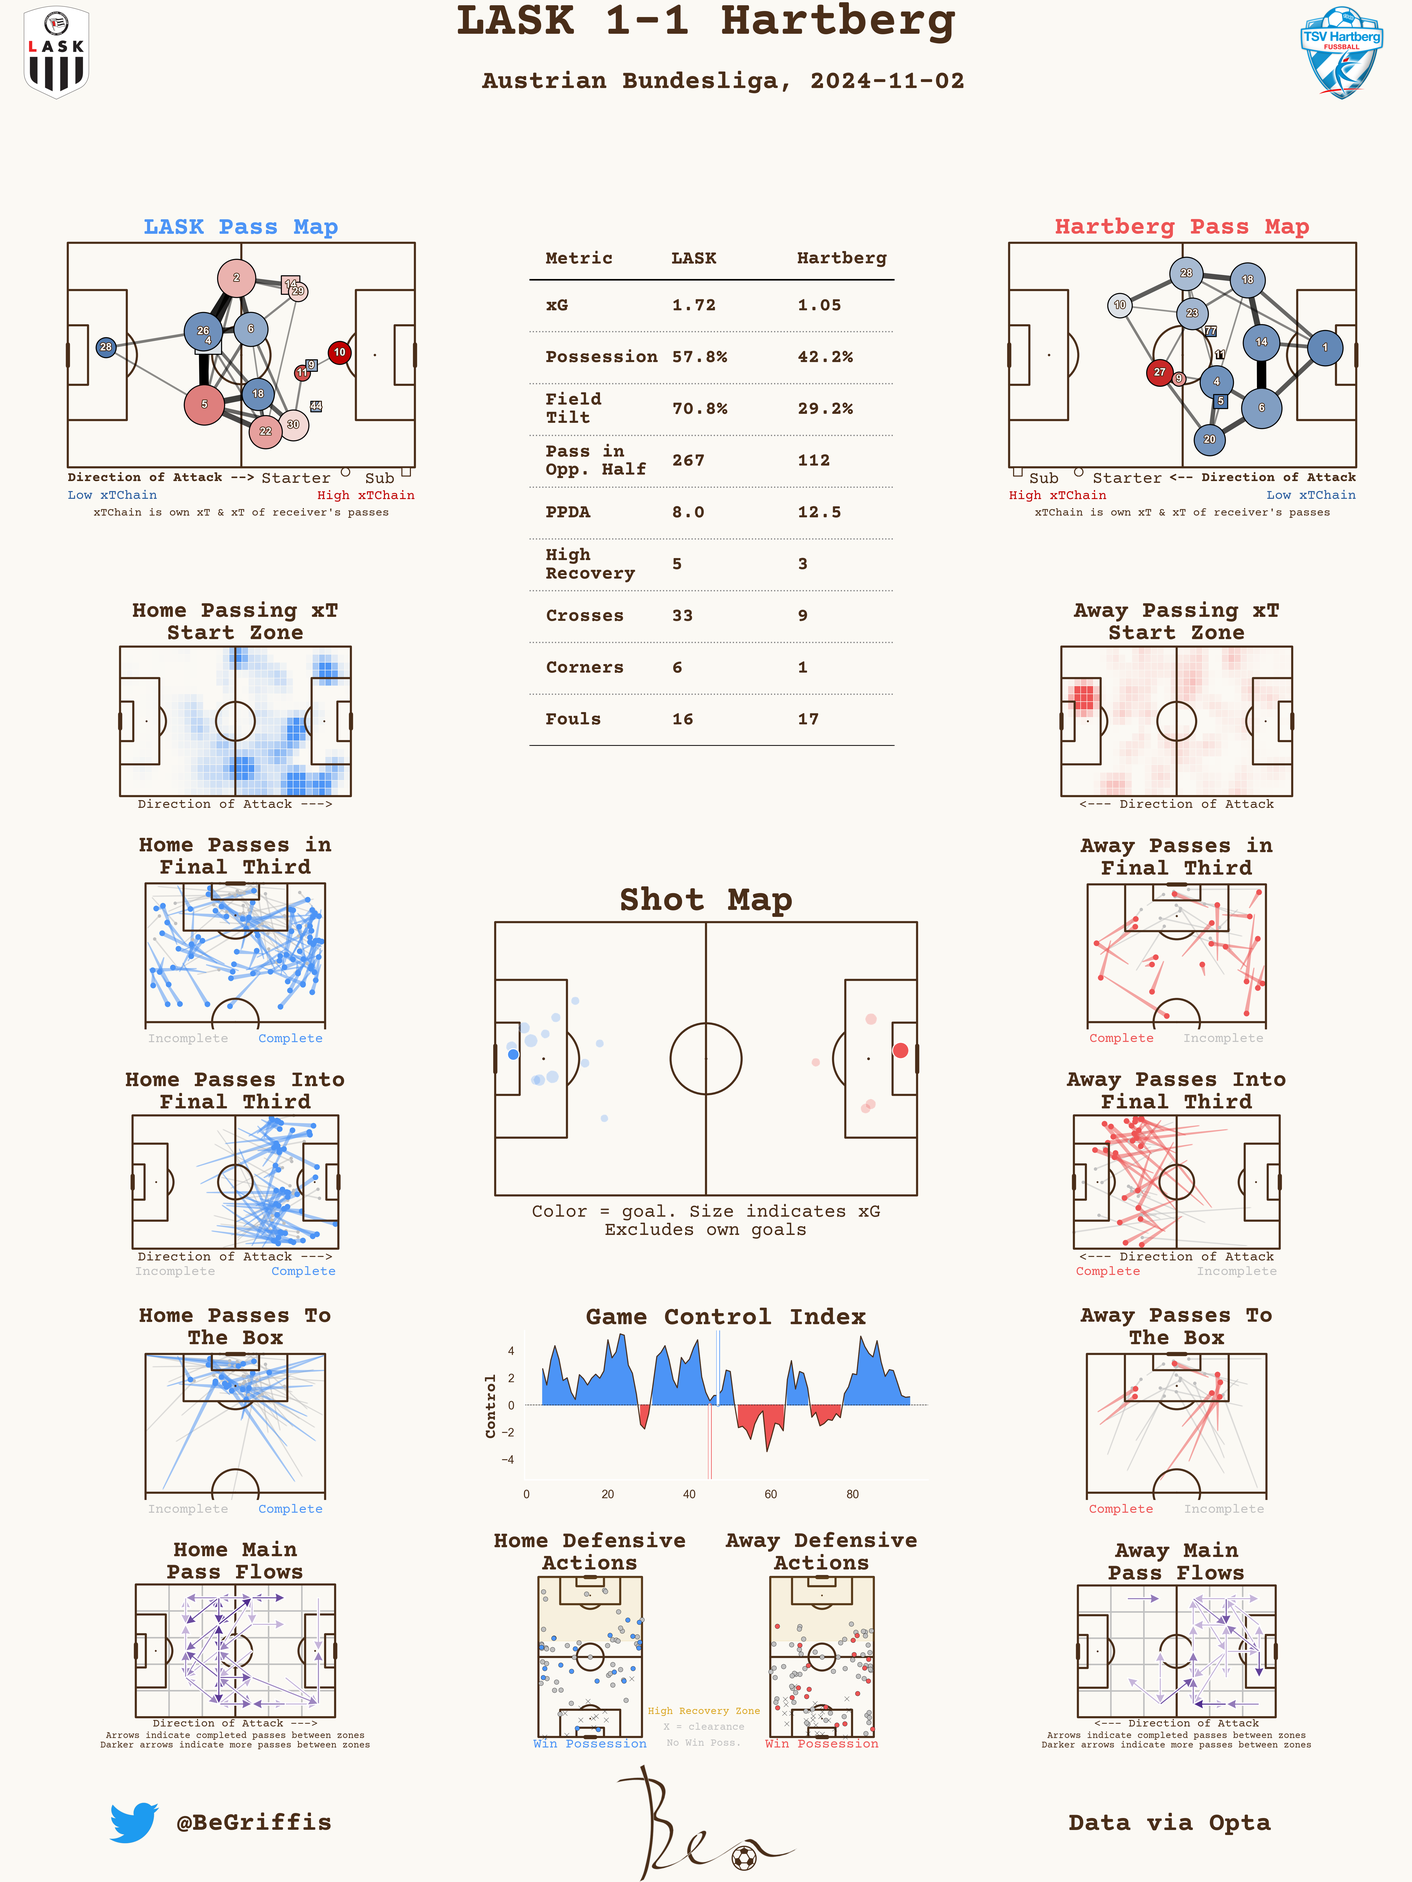 LASK 1-1 Hartberg
Austrian Bundesliga, 2024-11-02
LASK
TSV Hartberg
FUSSBALL
LASK Pass Map
2
14
29
26
4
6
28
10
9
11
18
44
5
22
30
Direction of Attack --> Starter Sub
Low xTChain High xTChain
xTChain is own xT & xT of receiver's passes
Metric LASK Hartberg
xG 1.72 1.05
Possession 57.8% 42.2%
Field
Tilt 70.8% 29.2%
Pass in
Opp. Half 267 112
PPDA 8.0 12.5
High
Recovery 5 3
Crosses 33 9
Corners 6 1
Fouls 16 17
Hartberg Pass Map
28
18
10
23
77
14
1
11
27
9
4
5
6
20
Sub Starter <-- Direction of Attack
High xTChain Low xTChain
xTChain is own xT & xT of receiver's passes
Home Passing xT
Start Zone
Direction of Attack --->
Away Passing xT
Start Zone
<--- Direction of Attack
Home Passes in
Final Third
Incomplete Complete
Away Passes in
Final Third
Complete Incomplete
Shot Map
Color = goal. Size indicates xG
Excludes own goals
Home Passes Into
Final Third
Direction of Attack --->
Incomplete Complete
Away Passes Into
Final Third
<--- Direction of Attack
Complete Incomplete
Home Passes To
The Box
Incomplete Complete
Game Control Index
Control
4
2
0
−2
−4
0 20 40 60 80
Away Passes To
The Box
Complete Incomplete
Home Main
Pass Flows
Direction of Attack --->
Arrows indicate completed passes between zones
Darker arrows indicate more passes between zones
Home Defensive
Actions
Win Possession
Away Defensive
Actions
Win Possession
High Recovery Zone
X = clearance
No Win Poss.
Away Main
Pass Flows
<--- Direction of Attack
Arrows indicate completed passes between zones
Darker arrows indicate more passes between zones
@BeGriffis
Ben
Data via Opta